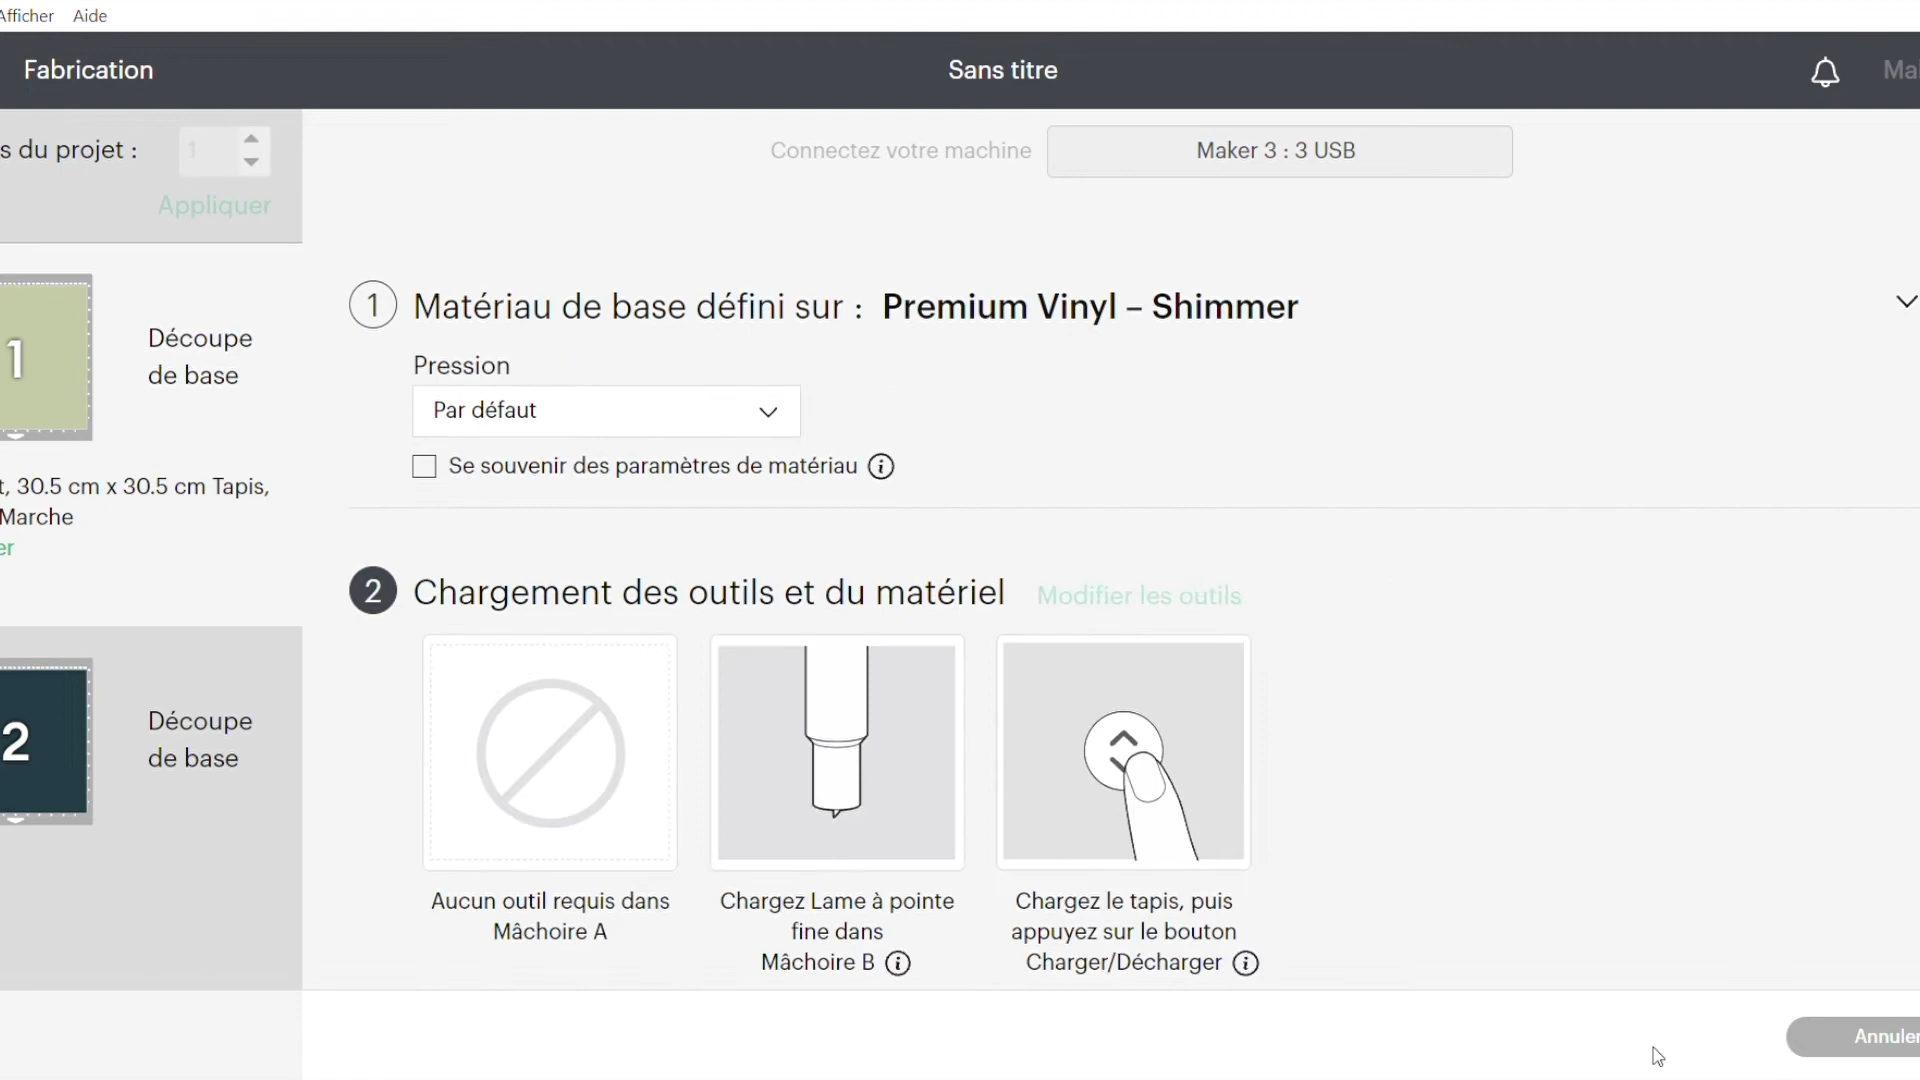 Afficher Aide
Fabrication
Sans titre
s du projet :
1
Appliquer
Connectez votre machine
Maker 3 : 3 USB
1
Découpe
de base
, 30.5 cm x 30.5 cm Tapis,
Marche
er
1 Matériau de base défini sur : Premium Vinyl – Shimmer
Pression
Par défaut
Se souvenir des paramètres de matériau
2 Chargement des outils et du matériel
Modifier les outils
2
Découpe
de base
Aucun outil requis dans
Mâchoire A
Chargez Lame à pointe
fine dans
Mâchoire B
Chargez le tapis, puis
appuyez sur le bouton
Charger/Décharger
Annuler